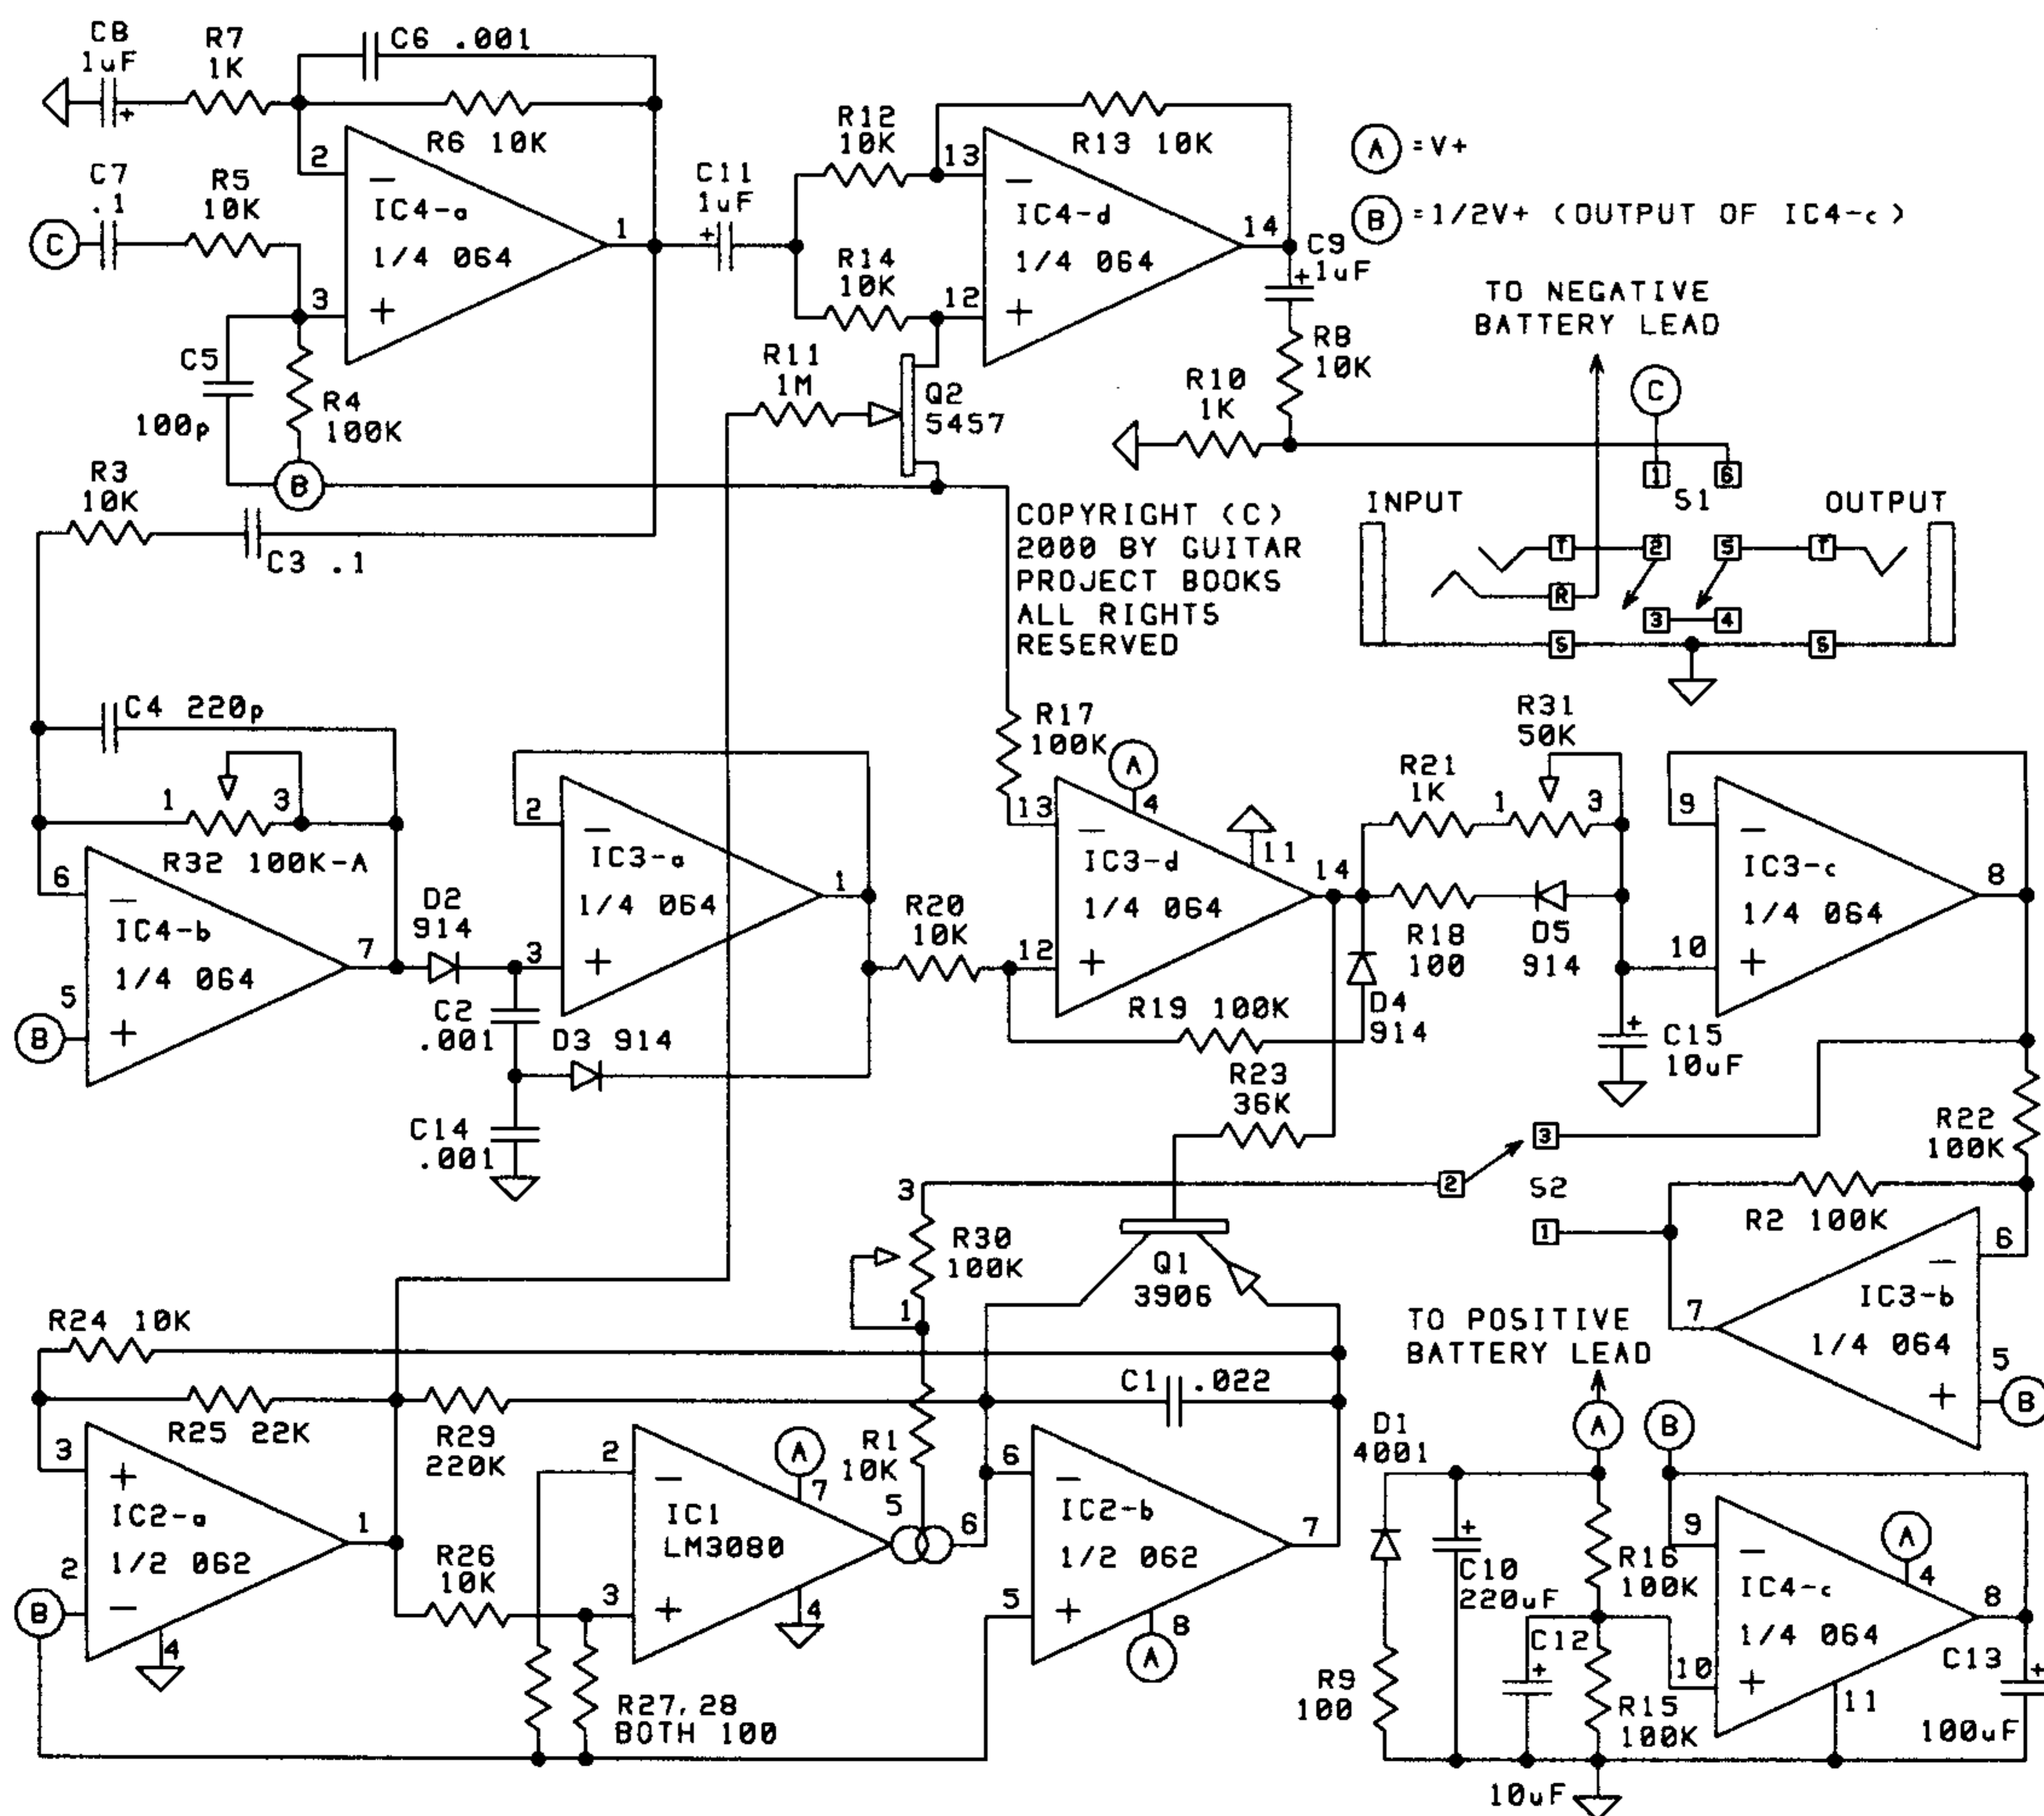 C8
1uF
R7
1K
C6 .001
R6 10K
2
IC4-a
1/4 064
1
3
C7
.1
R5
10K
C
C5
100p
R4
100K
B
R3
10K
C3 .1
C11
1uF
R12
10K
R14
10K
R11
1M
Q2
5457
13
12
IC4-d
1/4 064
14
R13 10K
A = V+
B = 1/2V+ (OUTPUT OF IC4-c)
C9
1uF
R8
10K
R10
1K
TO NEGATIVE
BATTERY LEAD
C
1
6
S1
INPUT
OUTPUT
T
2
5
T
R
3
4
S
S
COPYRIGHT (C)
2000 BY GUITAR
PROJECT BOOKS
ALL RIGHTS
RESERVED
C4 220p
1
3
R32 100K-A
6
IC4-b
1/4 064
5
B
7
D2
914
2
IC3-a
1/4 064
1
3
C2
.001
D3 914
C14
.001
R17
100K
A
4
13
IC3-d
1/4 064
11
14
12
R20
10K
R19 100K
D4
914
R23
36K
R21
1K
R31
50K
1
3
R18
100
D5
914
9
IC3-c
1/4 064
8
10
C15
10uF
R22
100K
3
2
S2
1
R2 100K
6
IC3-b
1/4 064
7
5
B
3
R30
100K
1
Q1
3906
R24 10K
R25 22K
R29
220K
C1 .022
3
IC2-a
1/2 062
2
B
1
4
R26
10K
2
IC1
LM3080
A
7
3
4
5
6
R1
10K
R27,28
BOTH 100
6
IC2-b
1/2 062
7
5
8
A
TO POSITIVE
BATTERY LEAD
A
B
D1
4001
C10
220uF
R16
100K
R9
100
C12
10uF
R15
100K
9
IC4-c
1/4 064
A
4
8
10
11
C13
100uF